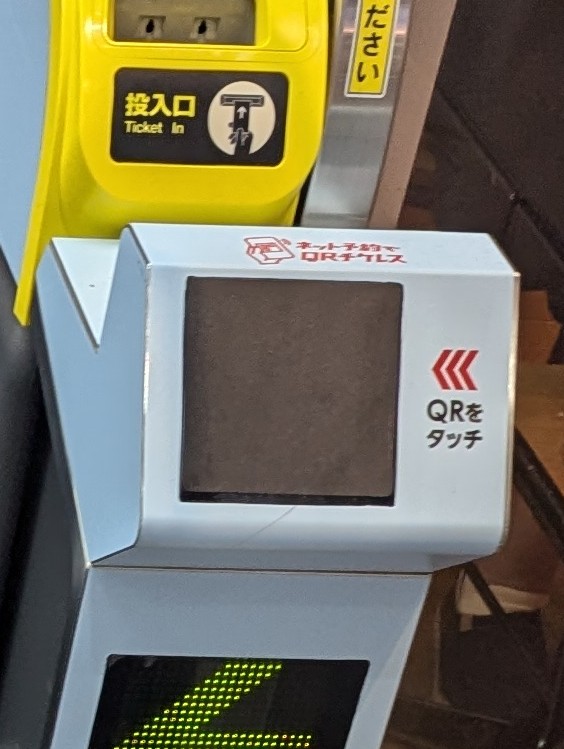 ださい
投入口
Ticket In
ネット予約で
QRチケレス
QRを
タッチ